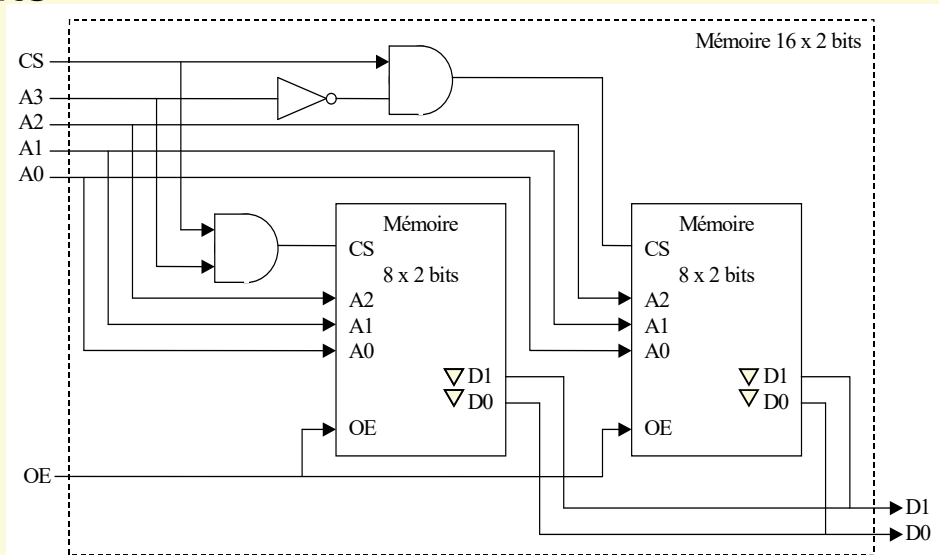 Mémoire 16 x 2 bits
CS
A3
A2
A1
A0
Mémoire
8 x 2 bits
CS
A2
A1
A0
D1
D0
OE
Mémoire
8 x 2 bits
CS
A2
A1
A0
D1
D0
OE
OE
D1
D0